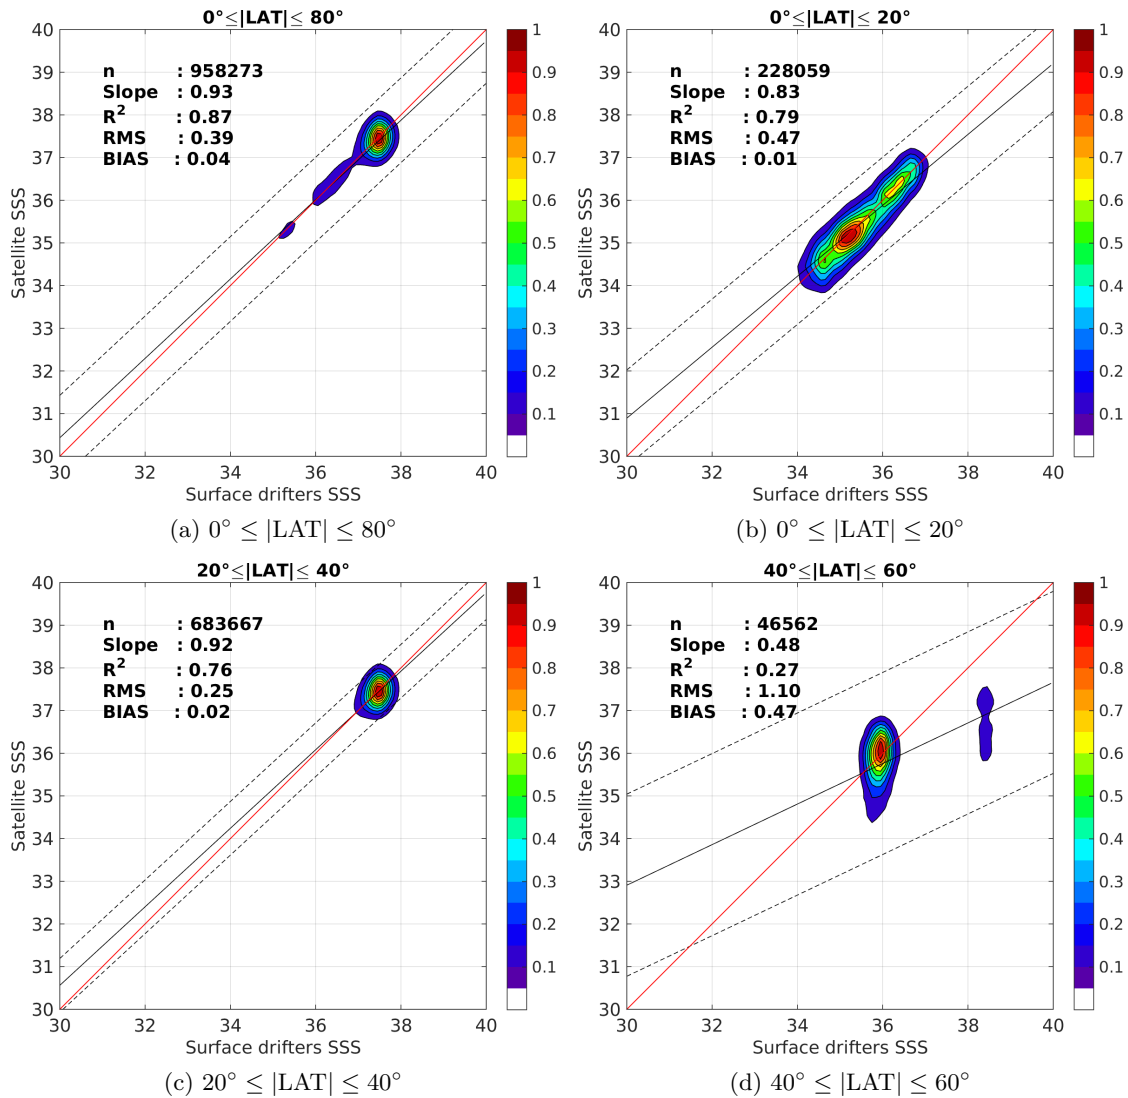 0°≤|LAT|≤ 80°
n : 958273
Slope : 0.93
R² : 0.87
RMS : 0.39
BIAS : 0.04
40
39
38
37
36
35
34
33
32
31
30
30 32 34 36 38 40
Satellite SSS
Surface drifters SSS
1
0.9
0.8
0.7
0.6
0.5
0.4
0.3
0.2
0.1
(a) 0° ≤ |LAT| ≤ 80°
0°≤|LAT|≤ 20°
n : 228059
Slope : 0.83
R² : 0.79
RMS : 0.47
BIAS : 0.01
40
39
38
37
36
35
34
33
32
31
30
30 32 34 36 38 40
Satellite SSS
Surface drifters SSS
1
0.9
0.8
0.7
0.6
0.5
0.4
0.3
0.2
0.1
(b) 0° ≤ |LAT| ≤ 20°
20°≤|LAT|≤ 40°
n : 683667
Slope : 0.92
R² : 0.76
RMS : 0.25
BIAS : 0.02
40
39
38
37
36
35
34
33
32
31
30
30 32 34 36 38 40
Satellite SSS
Surface drifters SSS
1
0.9
0.8
0.7
0.6
0.5
0.4
0.3
0.2
0.1
(c) 20° ≤ |LAT| ≤ 40°
40°≤|LAT|≤ 60°
n : 46562
Slope : 0.48
R² : 0.27
RMS : 1.10
BIAS : 0.47
40
39
38
37
36
35
34
33
32
31
30
30 32 34 36 38 40
Satellite SSS
Surface drifters SSS
1
0.9
0.8
0.7
0.6
0.5
0.4
0.3
0.2
0.1
(d) 40° ≤ |LAT| ≤ 60°